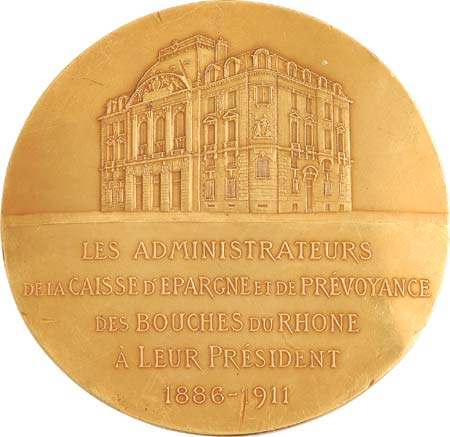 LES ADMINISTRATEURS
DE LA CAISSE D'EPARGNE ET DE PRÉVOYANCE
DES BOUCHES DU RHONE
À LEUR PRÉSIDENT
1886-1911